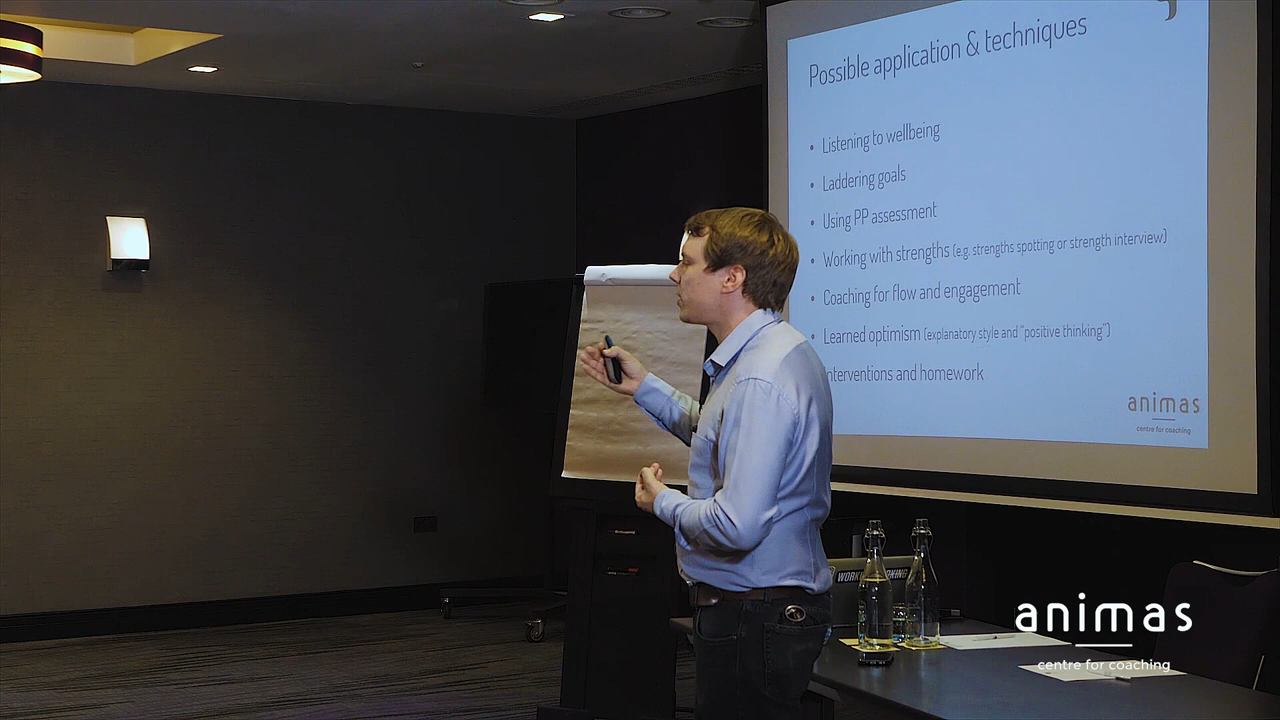 Possible application & techniques
• Listening to wellbeing
• Laddering goals
• Using PP assessment
• Working with strengths (e.g. strengths spotting or strength interview)
• Coaching for flow and engagement
• Learned optimism (explanatory style and "positive thinking")
nterventions and homework
animas
centre for coaching
animas
centre for coaching